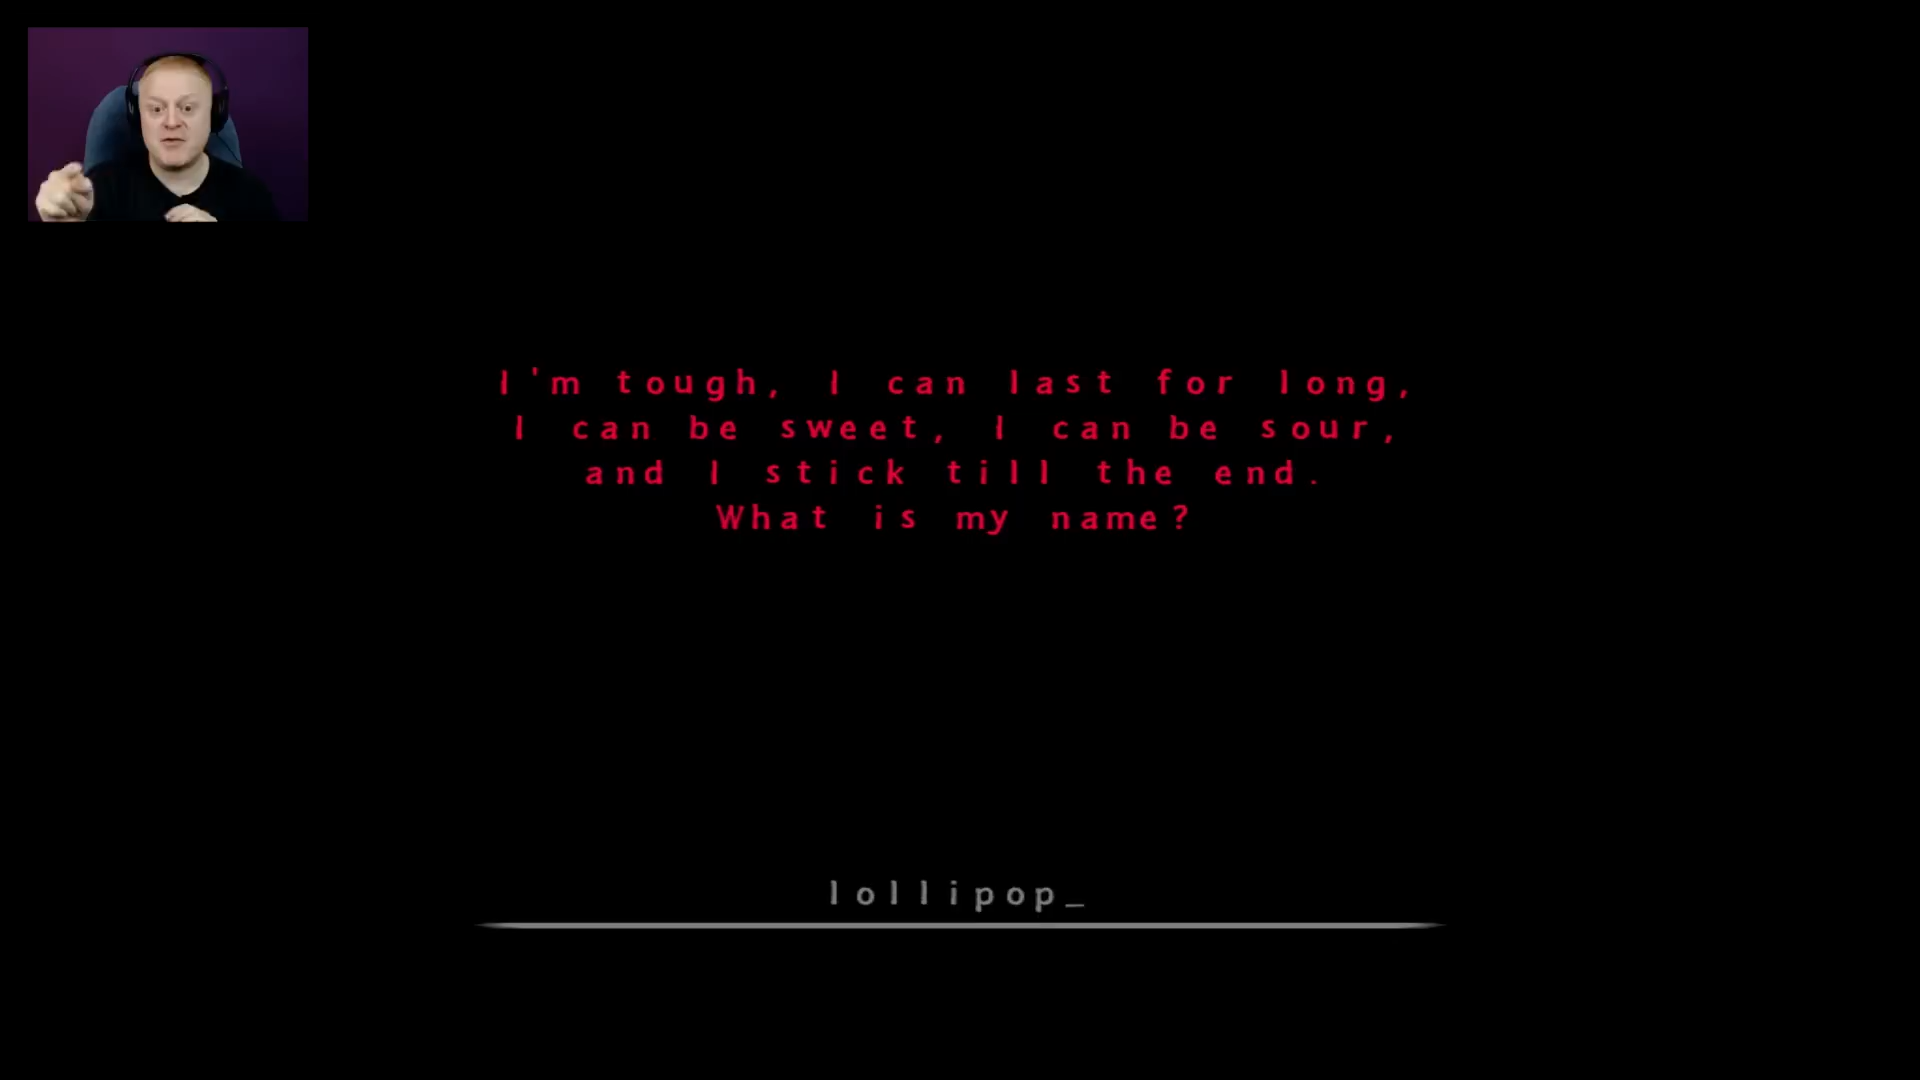 I'm tough, I can last for long,
I can be sweet, I can be sour,
and I stick till the end.
What is my name?
lollipop_